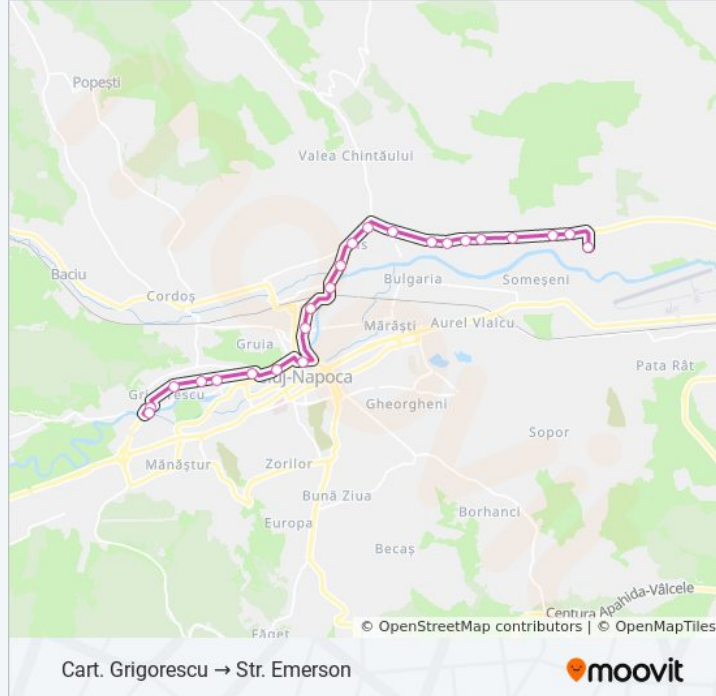 Popești
Valea Chintăului
is
Baciu
Bulgaria
Someșeni
Cordoș
Mărăști
Aurel Vlaicu
Gruia
Pata Rât
Cluj-Napoca
Grigorescu
Gheorgheni
Sopor
Mănăștur
Zorilor
Bună Ziua
Borhanci
Europa
Becaș
Centura Apahida-Vâlcele
Făget
© OpenStreetMap contributors | © OpenMapTiles
Cart. Grigorescu → Str. Emerson
moovit